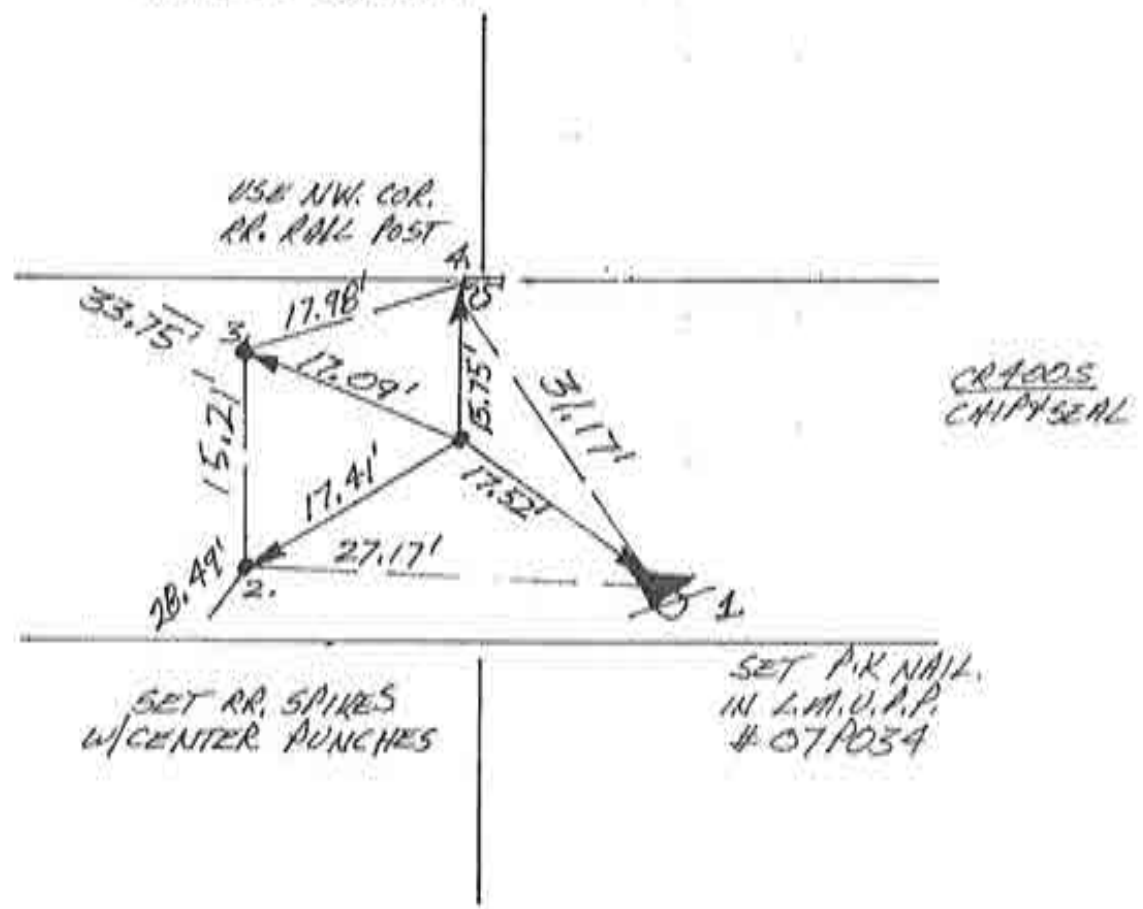 USE NW. COR.
RR. RAIL POST
4.
33.75'
3.
17.98'
17.09'
15.75'
31.17'
CR400S
CHIP&SEAL
15.21'
17.41'
17.52'
27.17'
28.49'
2.
1.
SET RR. SPIKES
W/CENTER PUNCHES
SET P.K NAIL.
IN L.M.U.P.P.
# 07P034